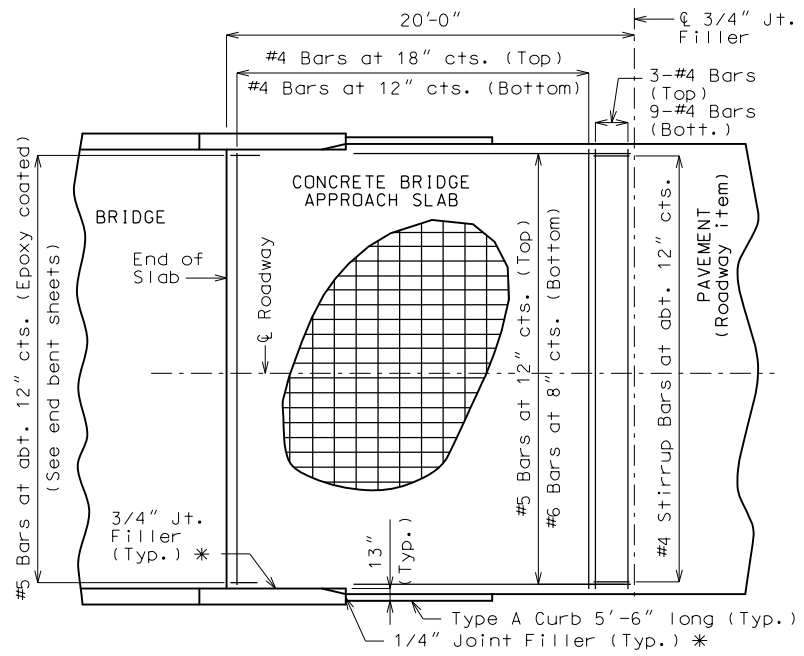 20'-0"
℄ 3/4" Jt.
Filler
#4 Bars at 18" cts. (Top)
#4 Bars at 12" cts. (Bottom)
3-#4 Bars
(Top)
9-#4 Bars
(Bott.)
#5 Bars at abt. 12" cts. (Epoxy coated)
(See end bent sheets)
BRIDGE
CONCRETE BRIDGE
APPROACH SLAB
End of
Slab
℄ Roadway
#5 Bars at 12" cts. (Top)
#6 Bars at 8" cts. (Bottom)
#4 Stirrup Bars at abt. 12" cts.
PAVEMENT
(Roadway item)
3/4" Jt.
Filler
(Typ.) *
13"
(Typ.)
Type A Curb 5'-6" long (Typ.)
1/4" Joint Filler (Typ.) *